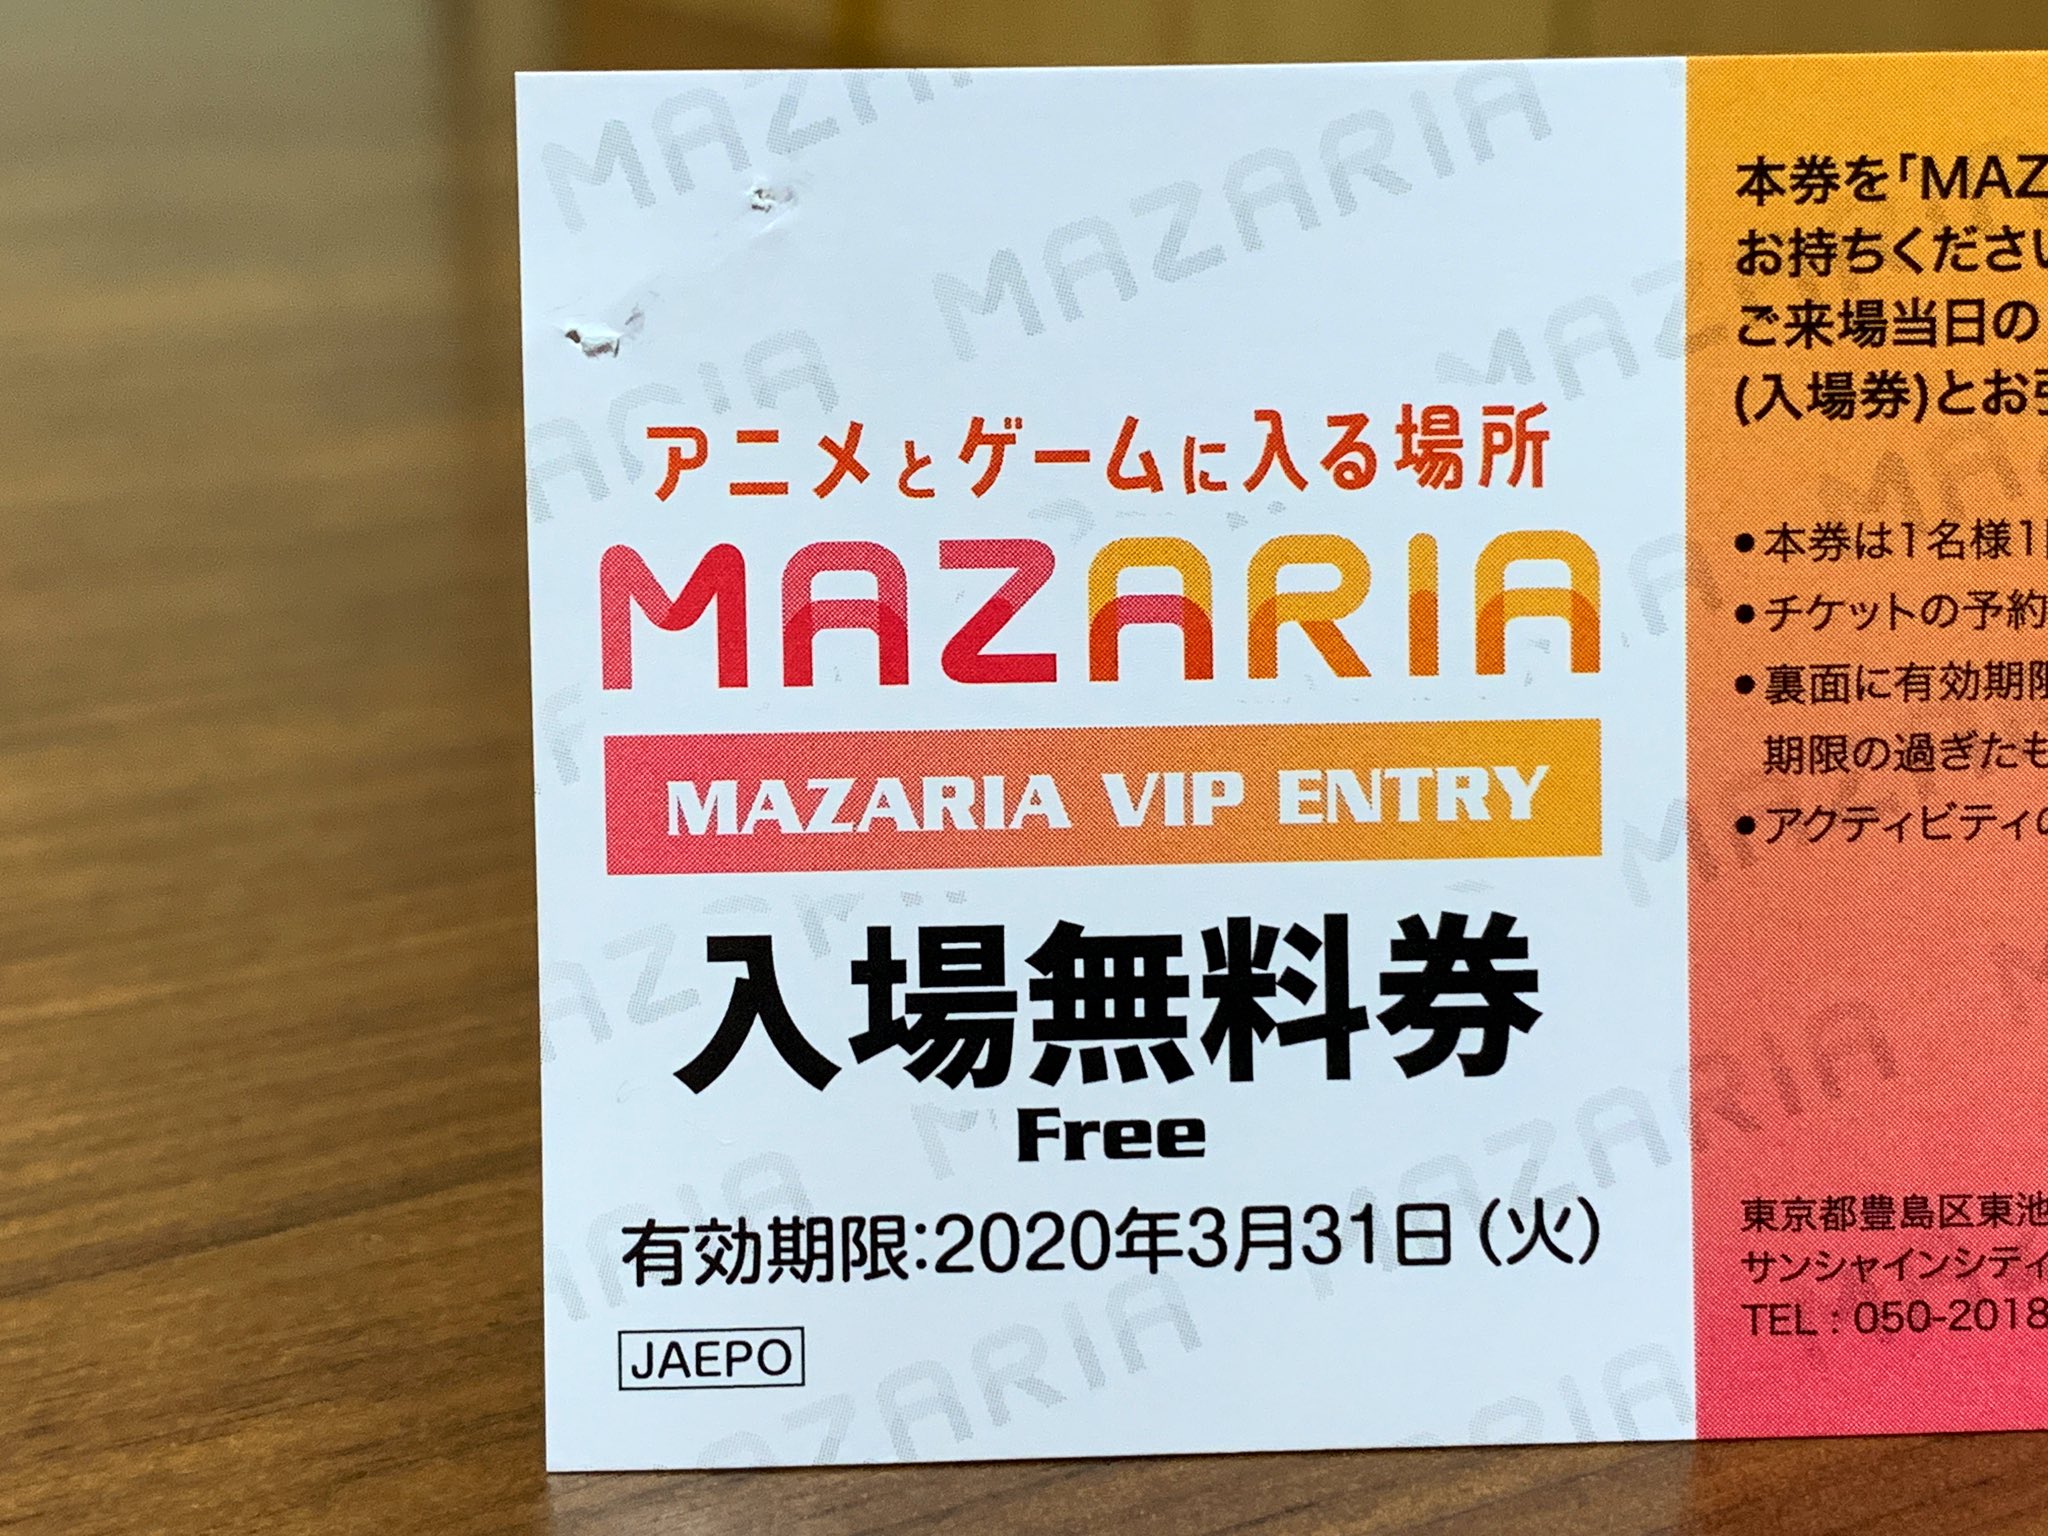 アニメとゲームに入る場所
MAZARIA
MAZARIA VIP ENTRY
入場無料券
Free
有効期限:2020年3月31日(火)
JAEPO
本券を「MAZ
お持ちください
ご来場当日の
(入場券)とお引
●本券は1名様1
●チケットの予約
●裏面に有効期限
期限の過ぎたも
●アクティビティの
東京都豊島区東池
サンシャインシティ
TEL:050-2018